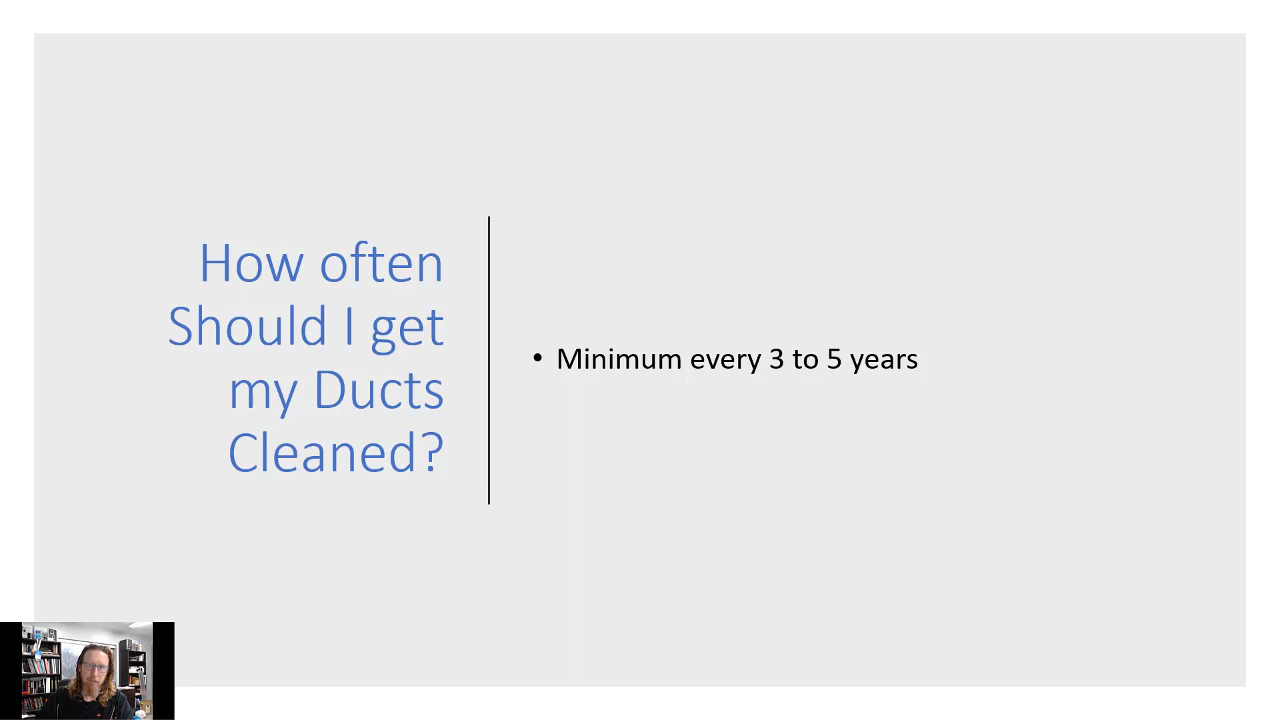 How often
Should I get
my Ducts
Cleaned?
• Minimum every 3 to 5 years